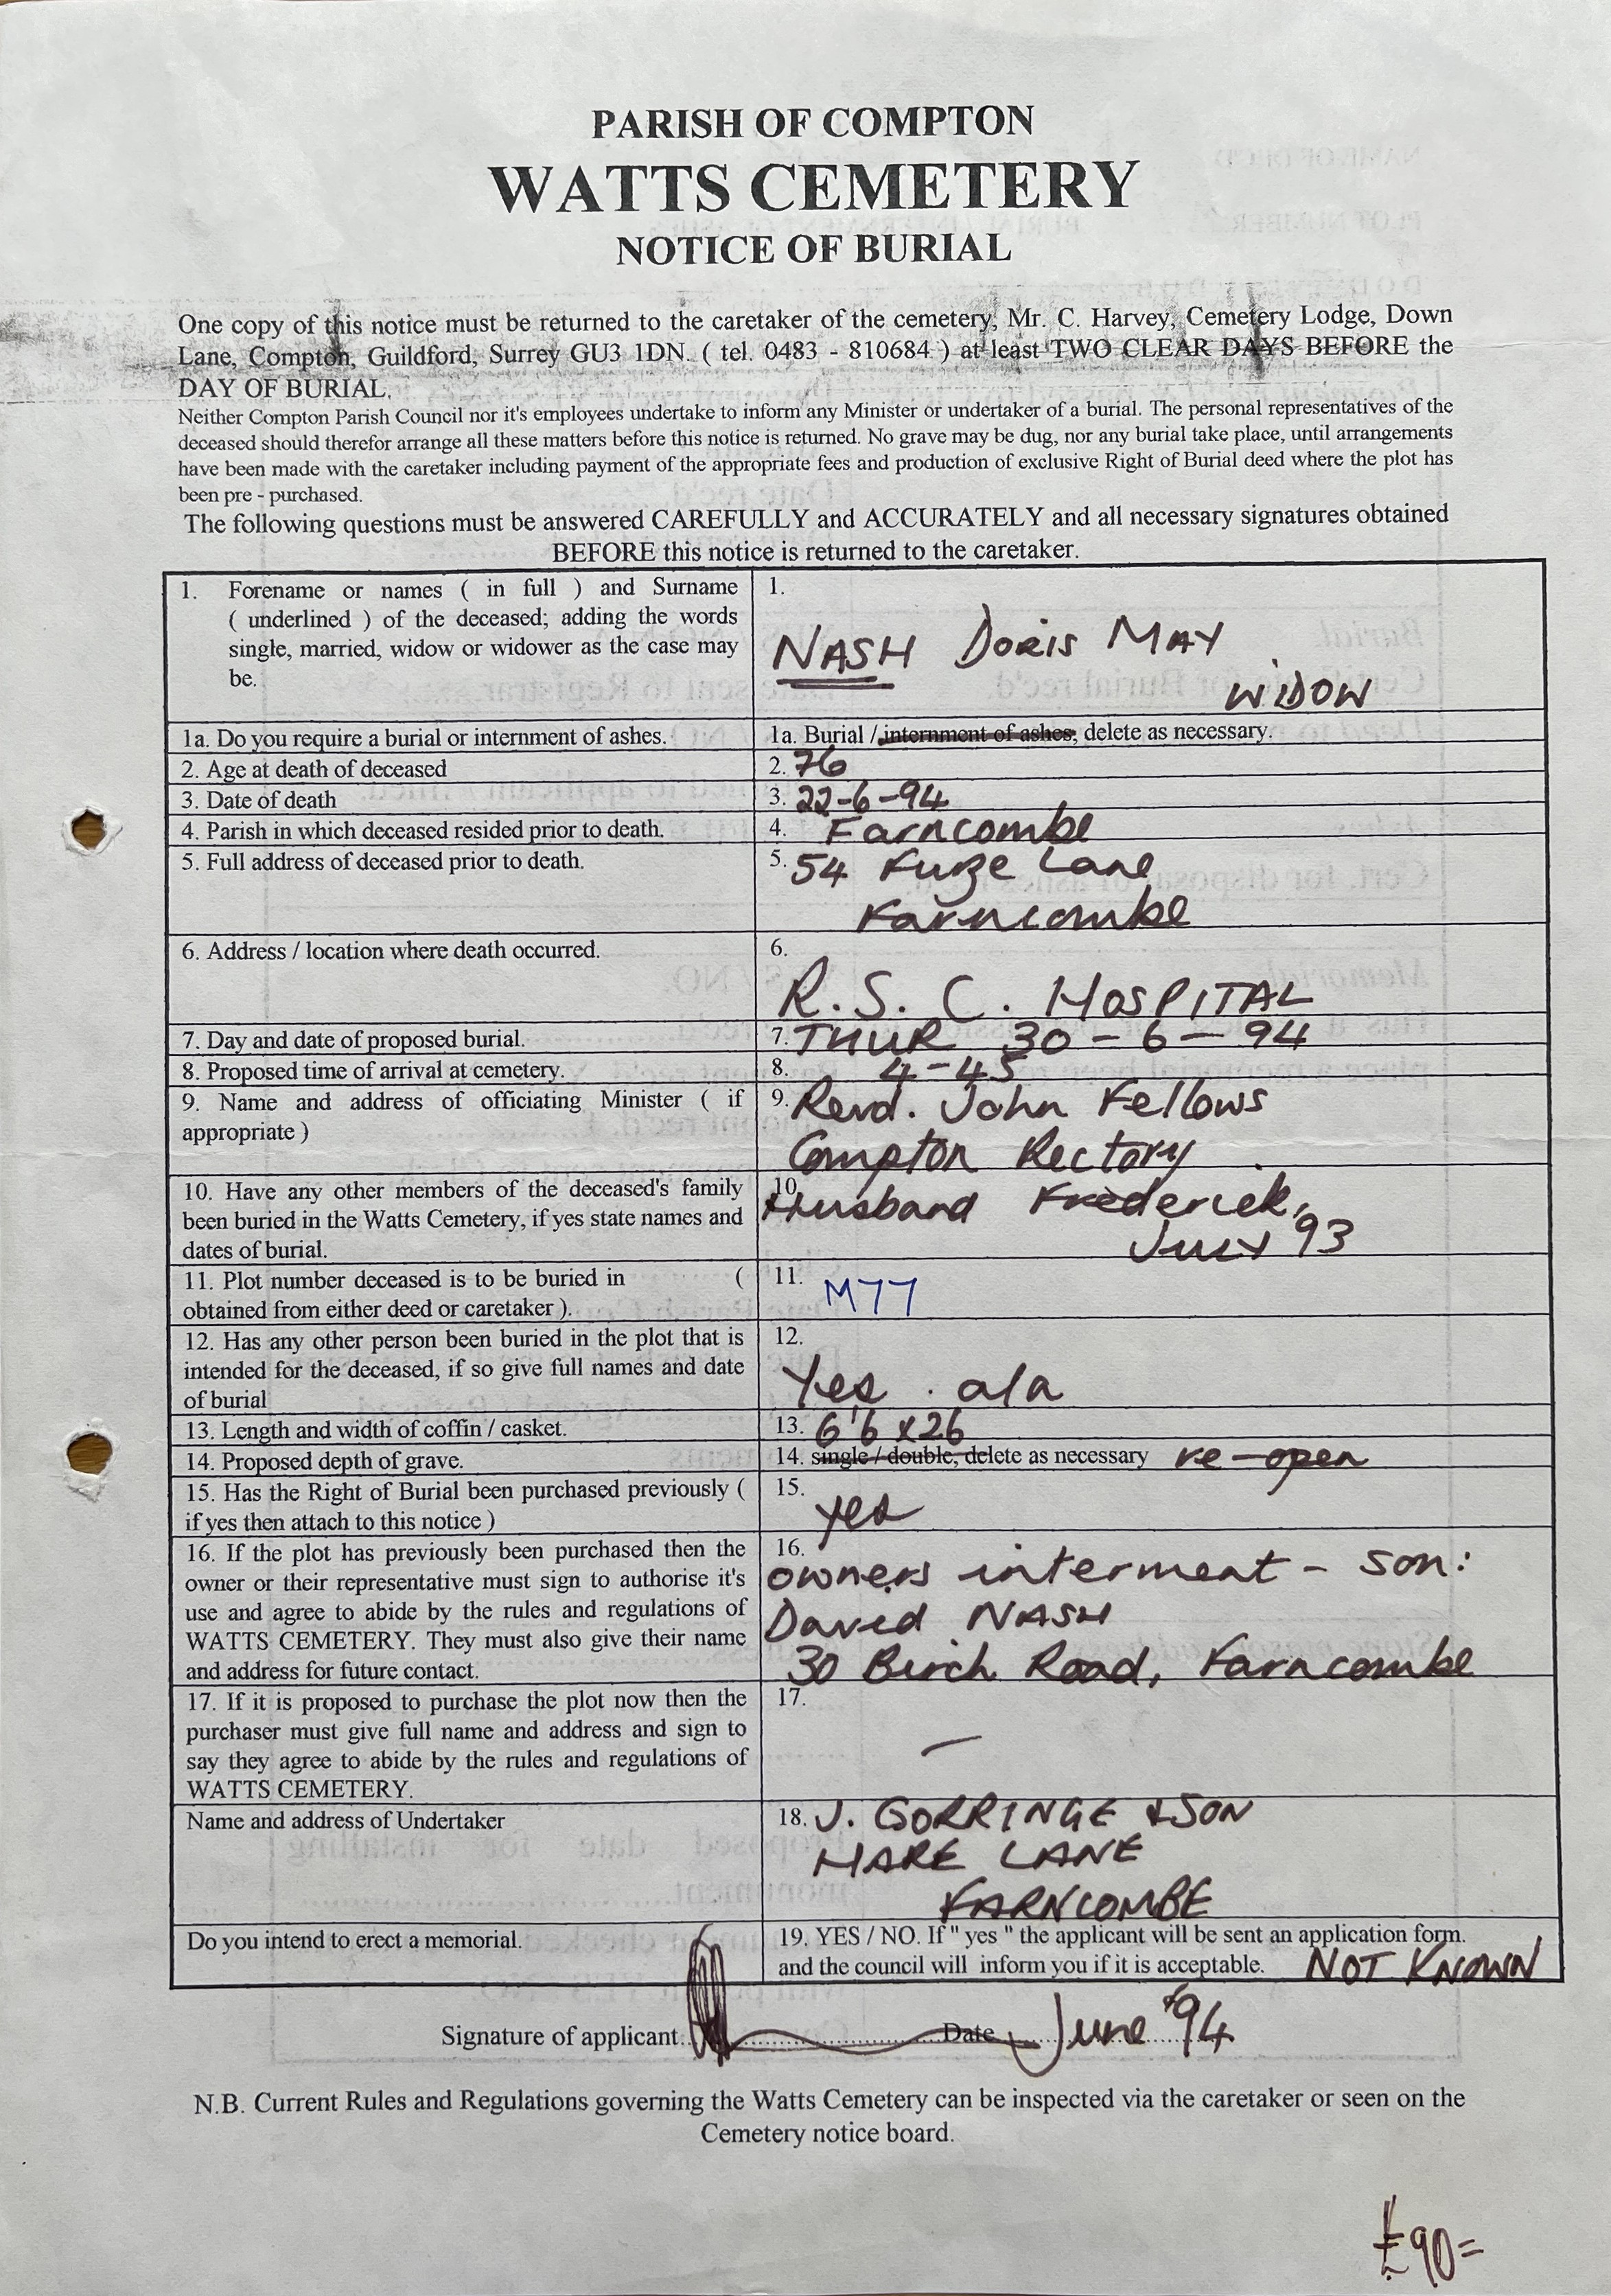 PARISH OF COMPTON
WATTS CEMETERY
NOTICE OF BURIAL
One copy of this notice must be returned to the caretaker of the cemetery, Mr. C. Harvey, Cemetery Lodge, Down
Lane, Compton, Guildford, Surrey GU3 1DN. ( tel. 0483 - 810684 ) at least TWO CLEAR DAYS BEFORE the
DAY OF BURIAL.
Neither Compton Parish Council nor it's employees undertake to inform any Minister or undertaker of a burial. The personal representatives of the
deceased should therefor arrange all these matters before this notice is returned. No grave may be dug, nor any burial take place, until arrangements
have been made with the caretaker including payment of the appropriate fees and production of exclusive Right of Burial deed where the plot has
been pre - purchased.
The following questions must be answered CAREFULLY and ACCURATELY and all necessary signatures obtained
BEFORE this notice is returned to the caretaker.
1. Forename or names ( in full ) and Surname
( underlined ) of the deceased; adding the words
single, married, widow or widower as the case may
be.
1.
NASH Doris May
Widow
1a. Do you require a burial or internment of ashes.
1a. Burial / internment of ashes, delete as necessary.
2. Age at death of deceased
2. 76
3. Date of death
3. 22-6-94
4. Parish in which deceased resided prior to death.
4. Farncombe
5. Full address of deceased prior to death.
5. 54 Furze Lane
Farncombe
6. Address / location where death occurred.
6.
R. S. C. HOSPITAL
7. Day and date of proposed burial.
7. THUR 30 - 6 - 94
8. Proposed time of arrival at cemetery.
8. 4-45
9. Name and address of officiating Minister ( if
appropriate )
9. Revd. John Fellows
Compton Rectory
10. Have any other members of the deceased's family
been buried in the Watts Cemetery, if yes state names and
dates of burial.
10.
Husband Frederick,
July '93
11. Plot number deceased is to be buried in (
obtained from either deed or caretaker ).
11. M77
12. Has any other person been buried in the plot that is
intended for the deceased, if so give full names and date
of burial
12.
Yes. a/a
13. Length and width of coffin / casket.
13. 6'6 x 26
14. Proposed depth of grave.
14. single / double, delete as necessary re-open
15. Has the Right of Burial been purchased previously (
if yes then attach to this notice )
15.
yes
16. If the plot has previously been purchased then the
owner or their representative must sign to authorise it's
use and agree to abide by the rules and regulations of
WATTS CEMETERY. They must also give their name
and address for future contact.
16.
owners interment - son:
David NASH
30 Birch Road, Farncombe
17. If it is proposed to purchase the plot now then the
purchaser must give full name and address and sign to
say they agree to abide by the rules and regulations of
WATTS CEMETERY.
17.
—
Name and address of Undertaker
18. J. GORRINGE & SON
HARE LANE
FARNCOMBE
Do you intend to erect a memorial.
19. YES / NO. If " yes " the applicant will be sent an application form.
and the council will inform you if it is acceptable. NOT KNOWN
Signature of applicant.............Date............ June '94
N.B. Current Rules and Regulations governing the Watts Cemetery can be inspected via the caretaker or seen on the
Cemetery notice board.
£90=